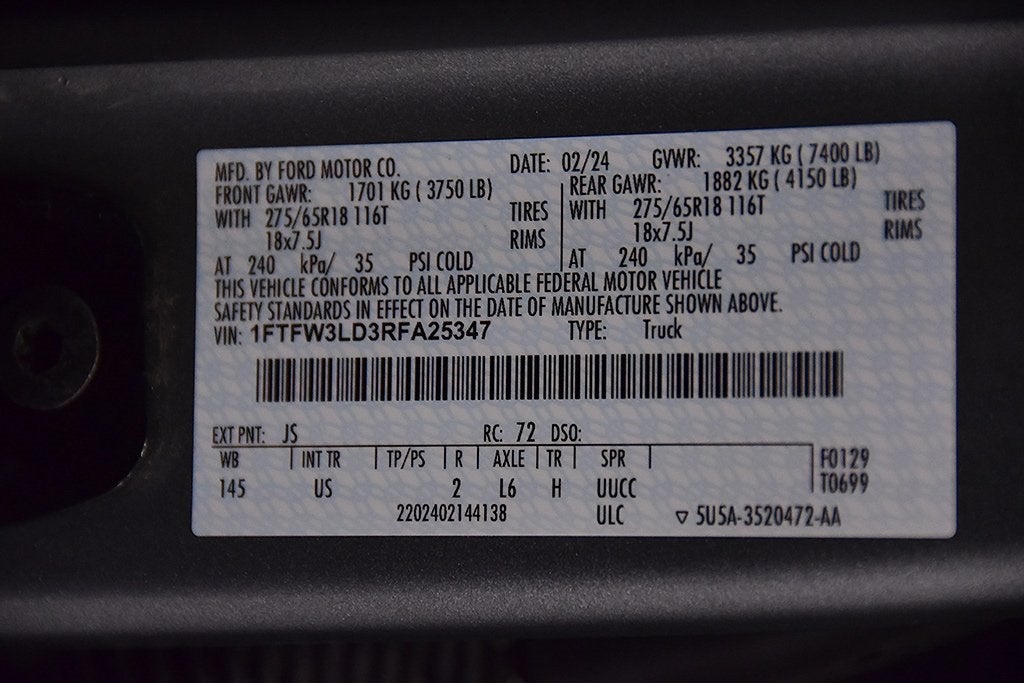 MFD. BY FORD MOTOR CO. DATE: 02/24 GVWR: 3357 KG ( 7400 LB)
FRONT GAWR: 1701 KG ( 3750 LB) REAR GAWR: 1882 KG ( 4150 LB)
WITH 275/65R18 116T TIRES WITH 275/65R18 116T TIRES
18x7.5J RIMS 18x7.5J RIMS
AT 240 kPa/ 35 PSI COLD AT 240 kPa/ 35 PSI COLD
THIS VEHICLE CONFORMS TO ALL APPLICABLE FEDERAL MOTOR VEHICLE
SAFETY STANDARDS IN EFFECT ON THE DATE OF MANUFACTURE SHOWN ABOVE.
VIN: 1FTFW3LD3RFA25347 TYPE: Truck
EXT PNT: JS RC: 72 DSO:
WB INT TR TP/PS R AXLE TR SPR F0129
145 US 2 L6 H UUCC T0699
2202402144138 ULC ▽ 5U5A-3520472-AA